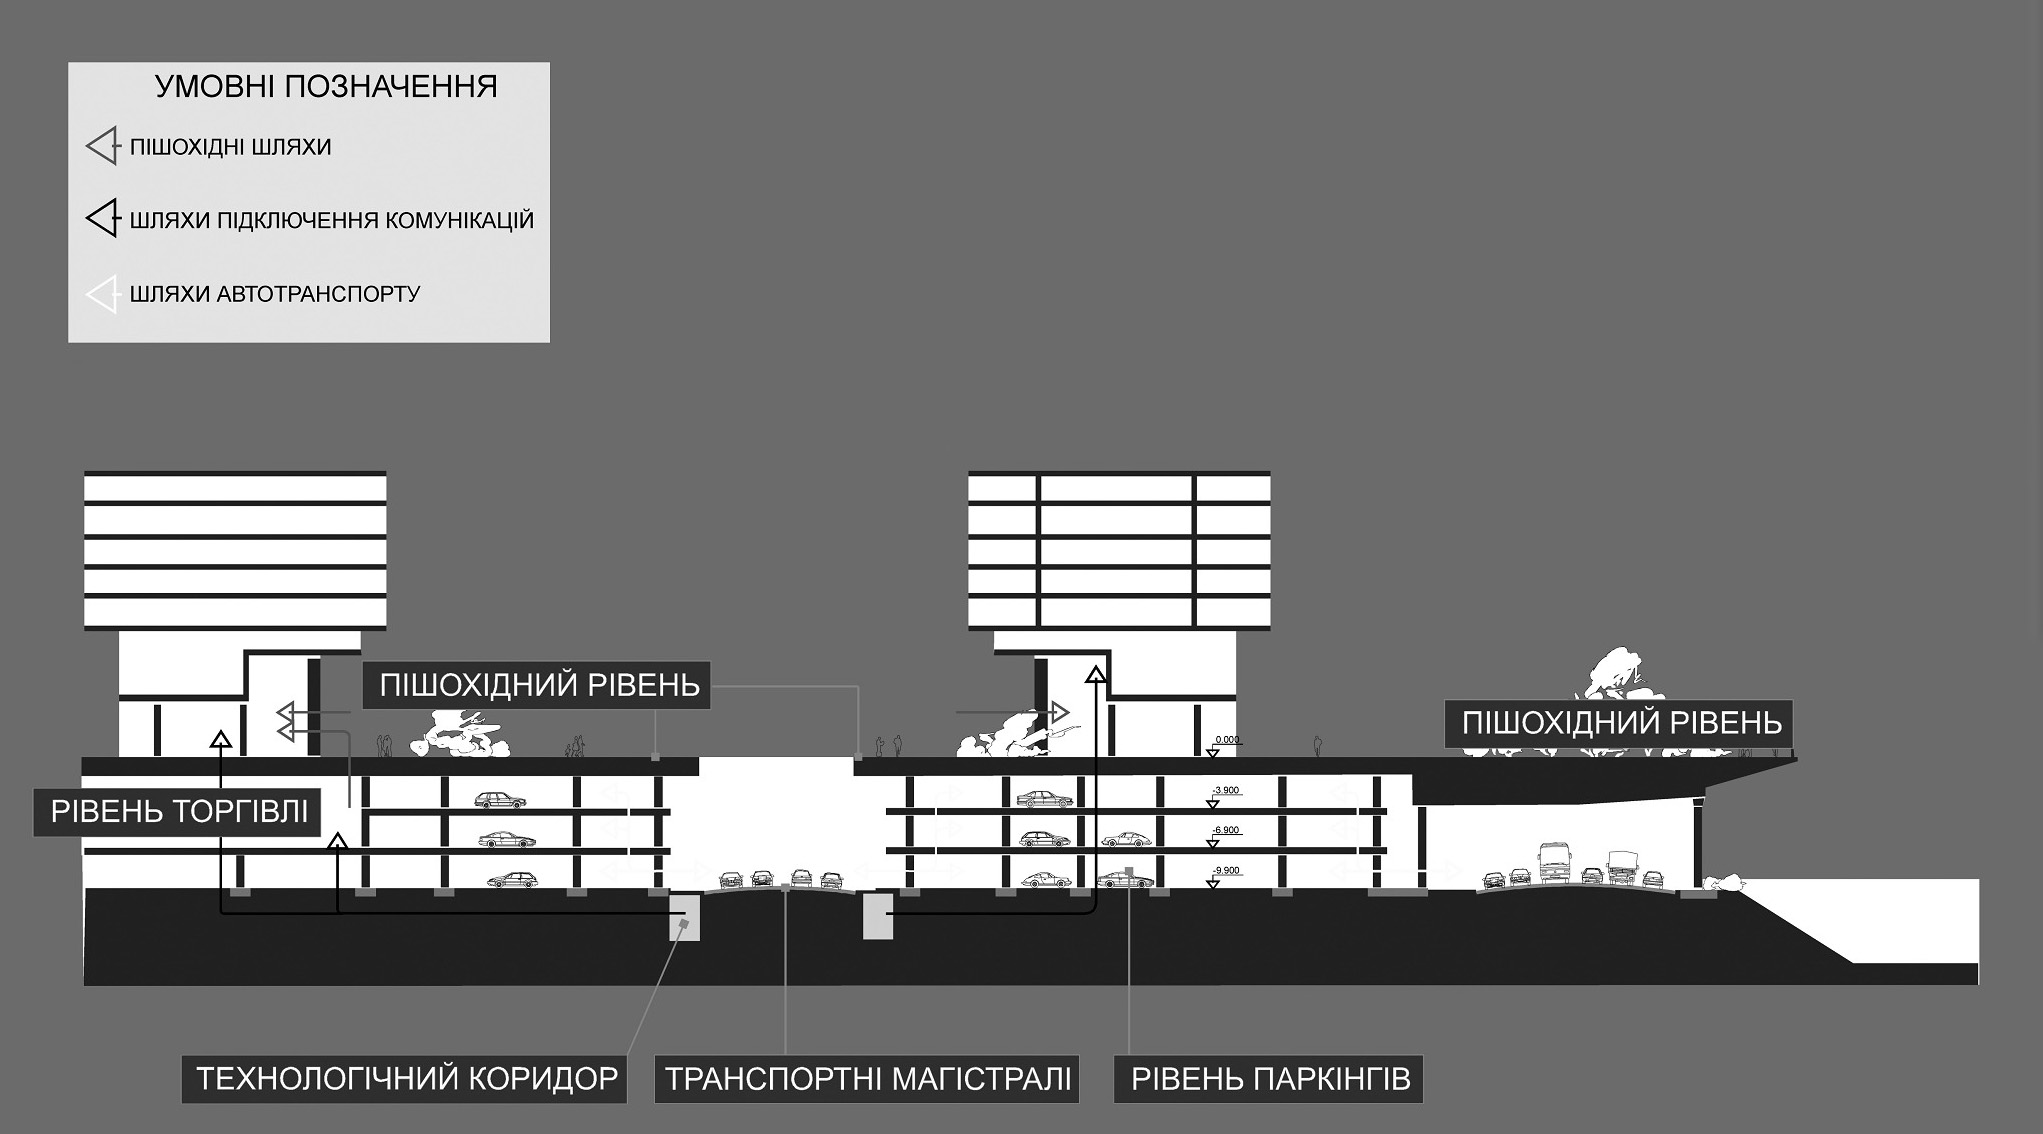 УМОВНІ ПОЗНАЧЕННЯ
ПІШОХІДНІ ШЛЯХИ
ШЛЯХИ ПІДКЛЮЧЕННЯ КОМУНІКАЦІЙ
ШЛЯХИ АВТОТРАНСПОРТУ
ПІШОХІДНИЙ РІВЕНЬ
ПІШОХІДНИЙ РІВЕНЬ
0.000
-3.900
РІВЕНЬ ТОРГІВЛІ
-6.900
-9.900
ТЕХНОЛОГІЧНИЙ КОРИДОР
ТРАНСПОРТНІ МАГІСТРАЛІ
РІВЕНЬ ПАРКІНГІВ